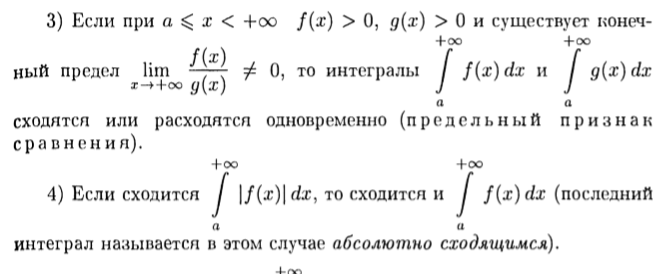 3) Если при a ⩽ x < +∞ f(x) > 0, g(x) > 0 и существует конеч-
ный предел lim_{x→+∞} f(x)/g(x) ≠ 0, то интегралы ∫_a^{+∞} f(x) dx и ∫_a^{+∞} g(x) dx
сходятся или расходятся одновременно (предельный признак
сравнения).
4) Если сходится ∫_a^{+∞} |f(x)| dx, то сходится и ∫_a^{+∞} f(x) dx (последний
интеграл называется в этом случае абсолютно сходящимся).
+∞